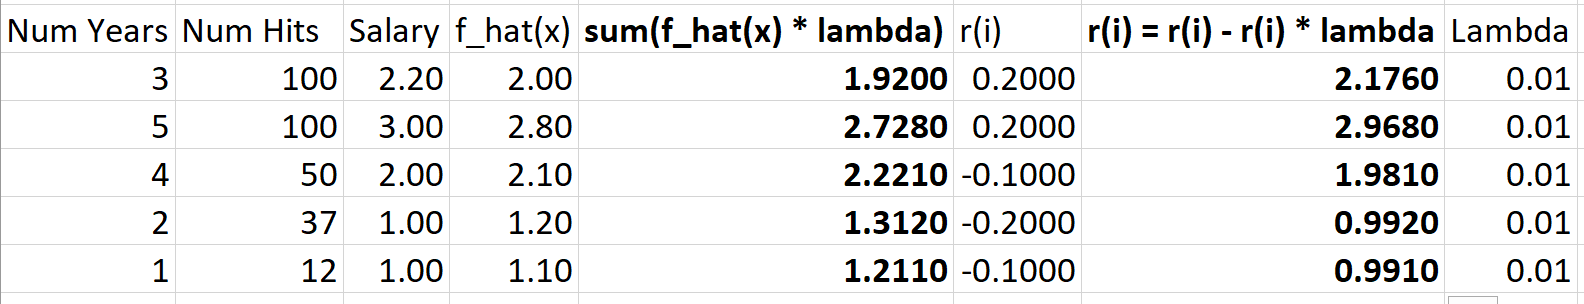 Num Years Num Hits Salary f_hat(x) sum(f_hat(x) * lambda) r(i) r(i) = r(i) - r(i) * lambda Lambda
3 100 2.20 2.00 1.9200 0.2000 2.1760 0.01
5 100 3.00 2.80 2.7280 0.2000 2.9680 0.01
4 50 2.00 2.10 2.2210 -0.1000 1.9810 0.01
2 37 1.00 1.20 1.3120 -0.2000 0.9920 0.01
1 12 1.00 1.10 1.2110 -0.1000 0.9910 0.01